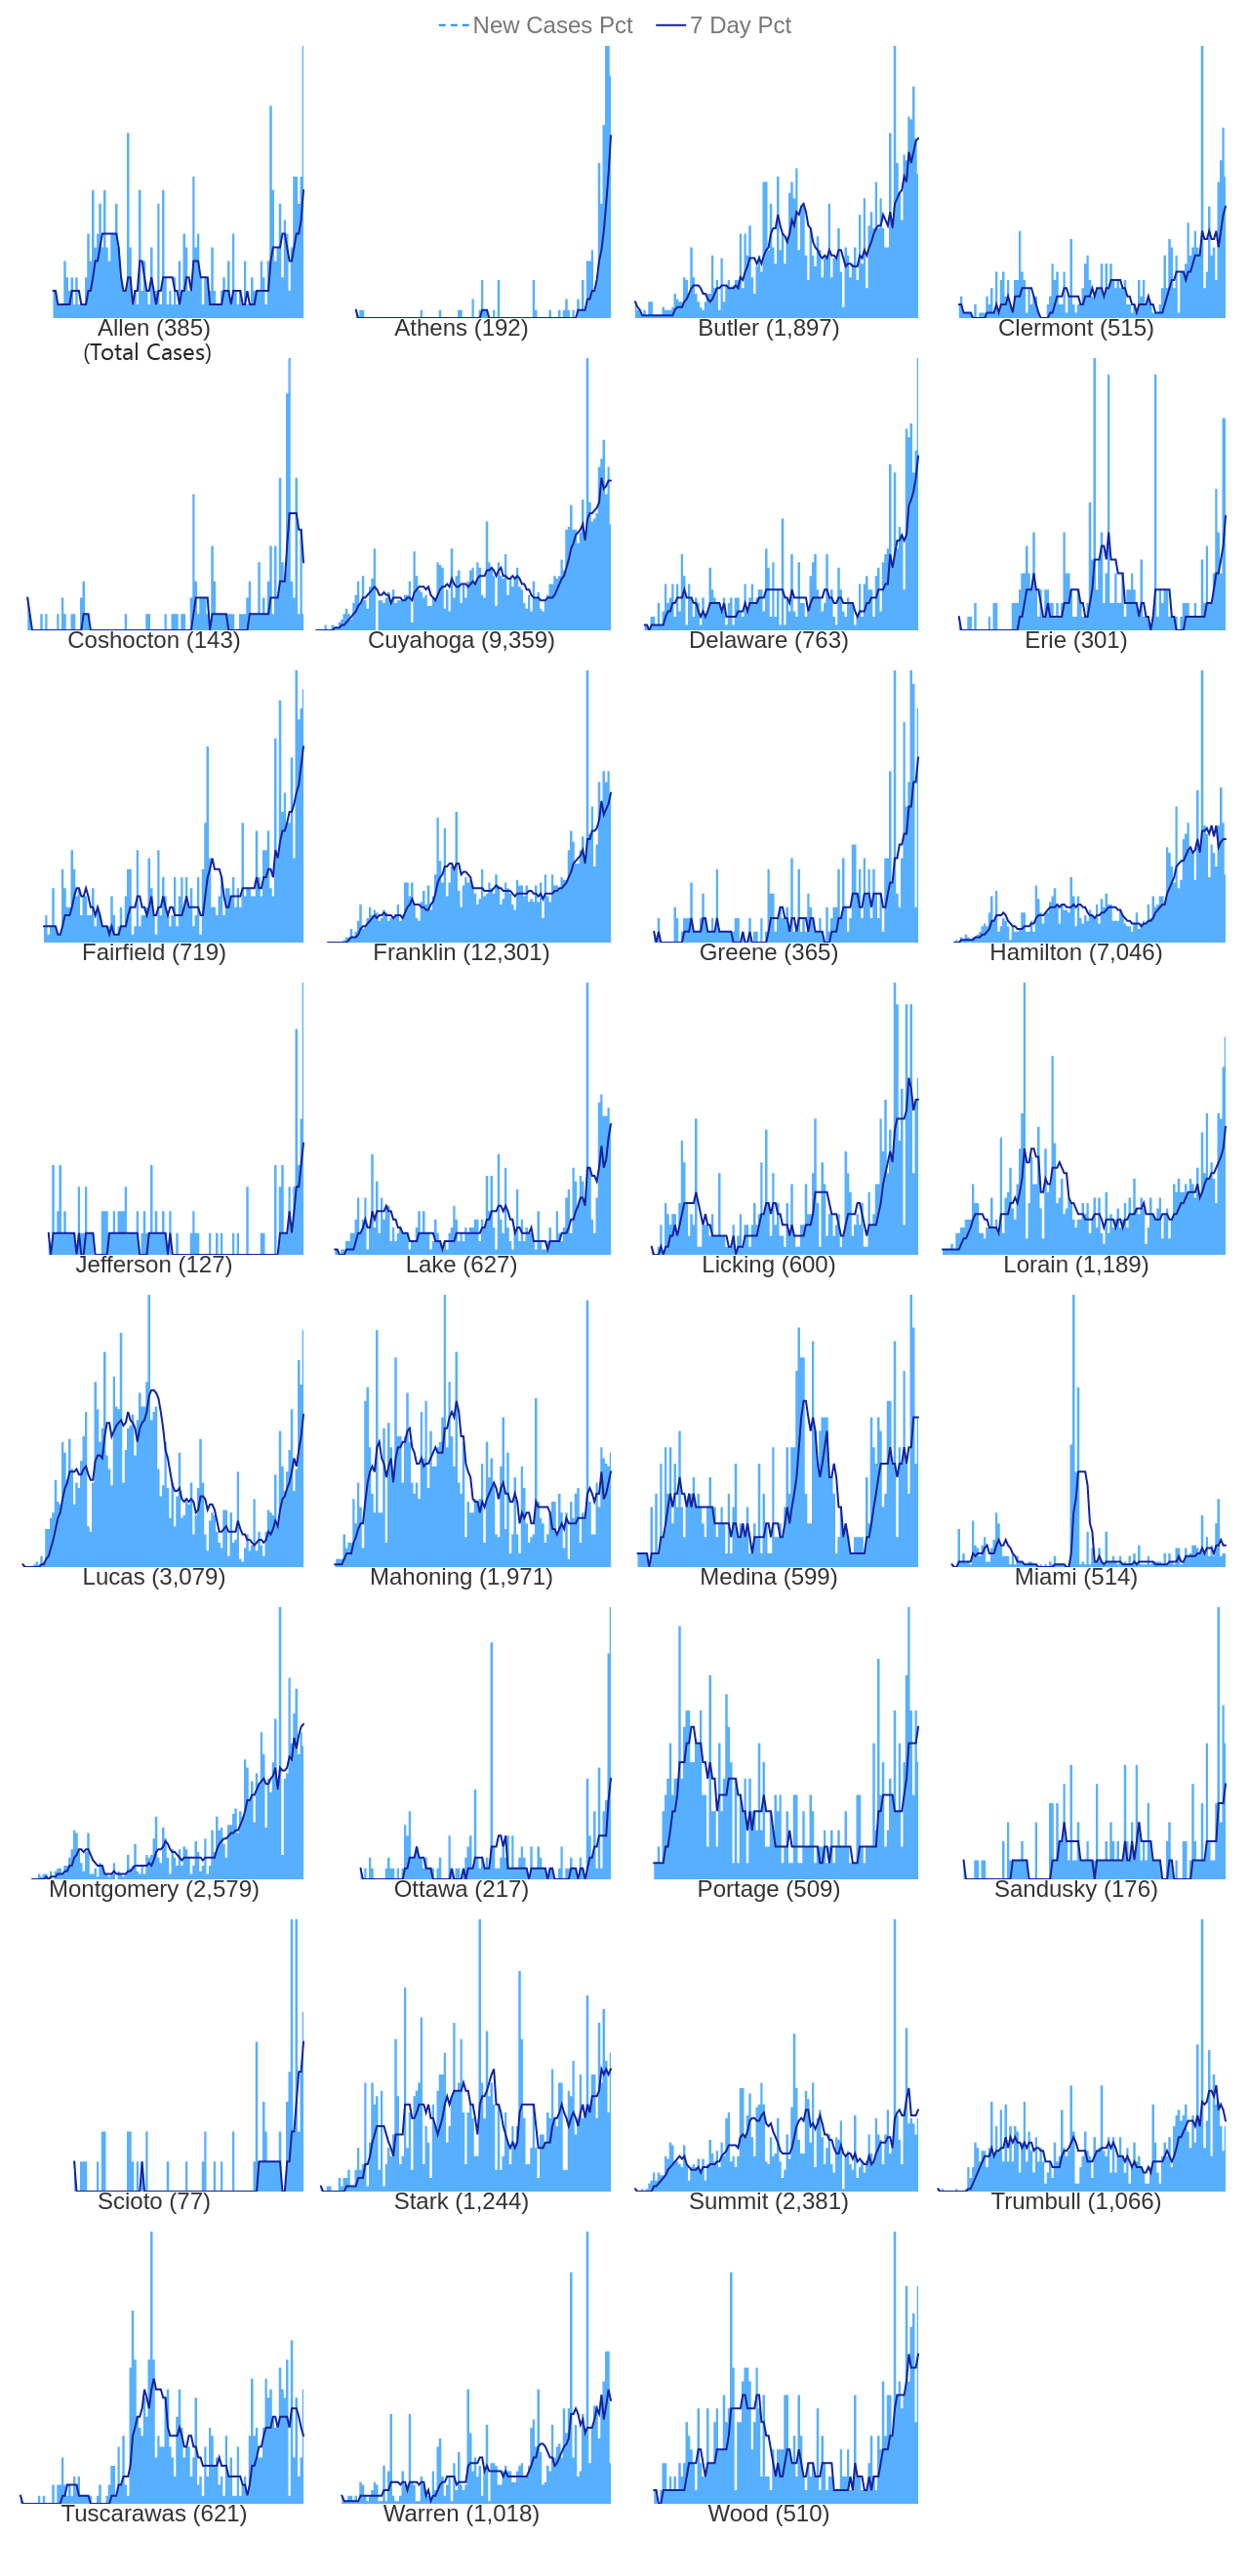 New Cases Pct 7 Day Pct
Allen (385) Athens (192) Butler (1,897) Clermont (515)
(Total Cases)
Coshocton (143) Cuyahoga (9,359) Delaware (763) Erie (301)
Fairfield (719) Franklin (12,301) Greene (365) Hamilton (7,046)
Jefferson (127) Lake (627) Licking (600) Lorain (1,189)
Lucas (3,079) Mahoning (1,971) Medina (599) Miami (514)
Montgomery (2,579) Ottawa (217) Portage (509) Sandusky (176)
Scioto (77) Stark (1,244) Summit (2,381) Trumbull (1,066)
Tuscarawas (621) Warren (1,018) Wood (510)